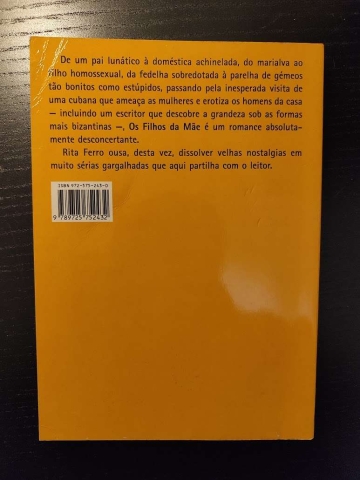 De um pai lunático à doméstica achinelada, do marialva ao
filho homossexual, da fedelha sobredotada à parelha de gémeos
tão bonitos como estúpidos, passando pela inesperada visita de
uma cubana que ameaça as mulheres e erotiza os homens da casa
— incluindo um escritor que descobre a grandeza sob as formas
mais bizantinas —, Os Filhos da Mãe é um romance absoluta-
mente desconcertante.
Rita Ferro ousa, desta vez, dissolver velhas nostalgias em
muito sérias gargalhadas que aqui partilha com o leitor.
ISBN 972-575-243-0
9 789725 752432